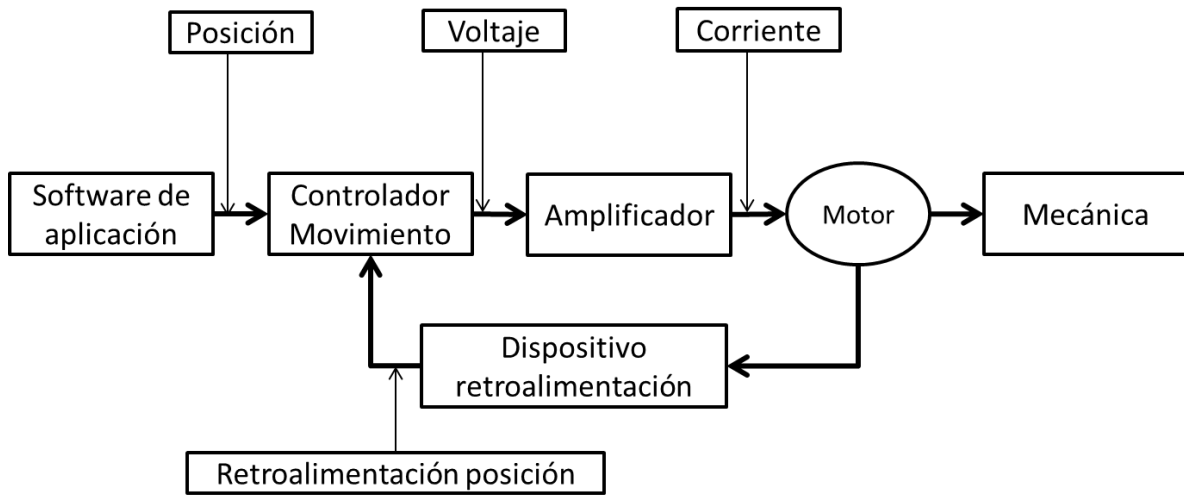 Posición
Voltaje
Corriente
Software de
aplicación
Controlador
Movimiento
Amplificador
Motor
Mecánica
Dispositivo
retroalimentación
Retroalimentación posición